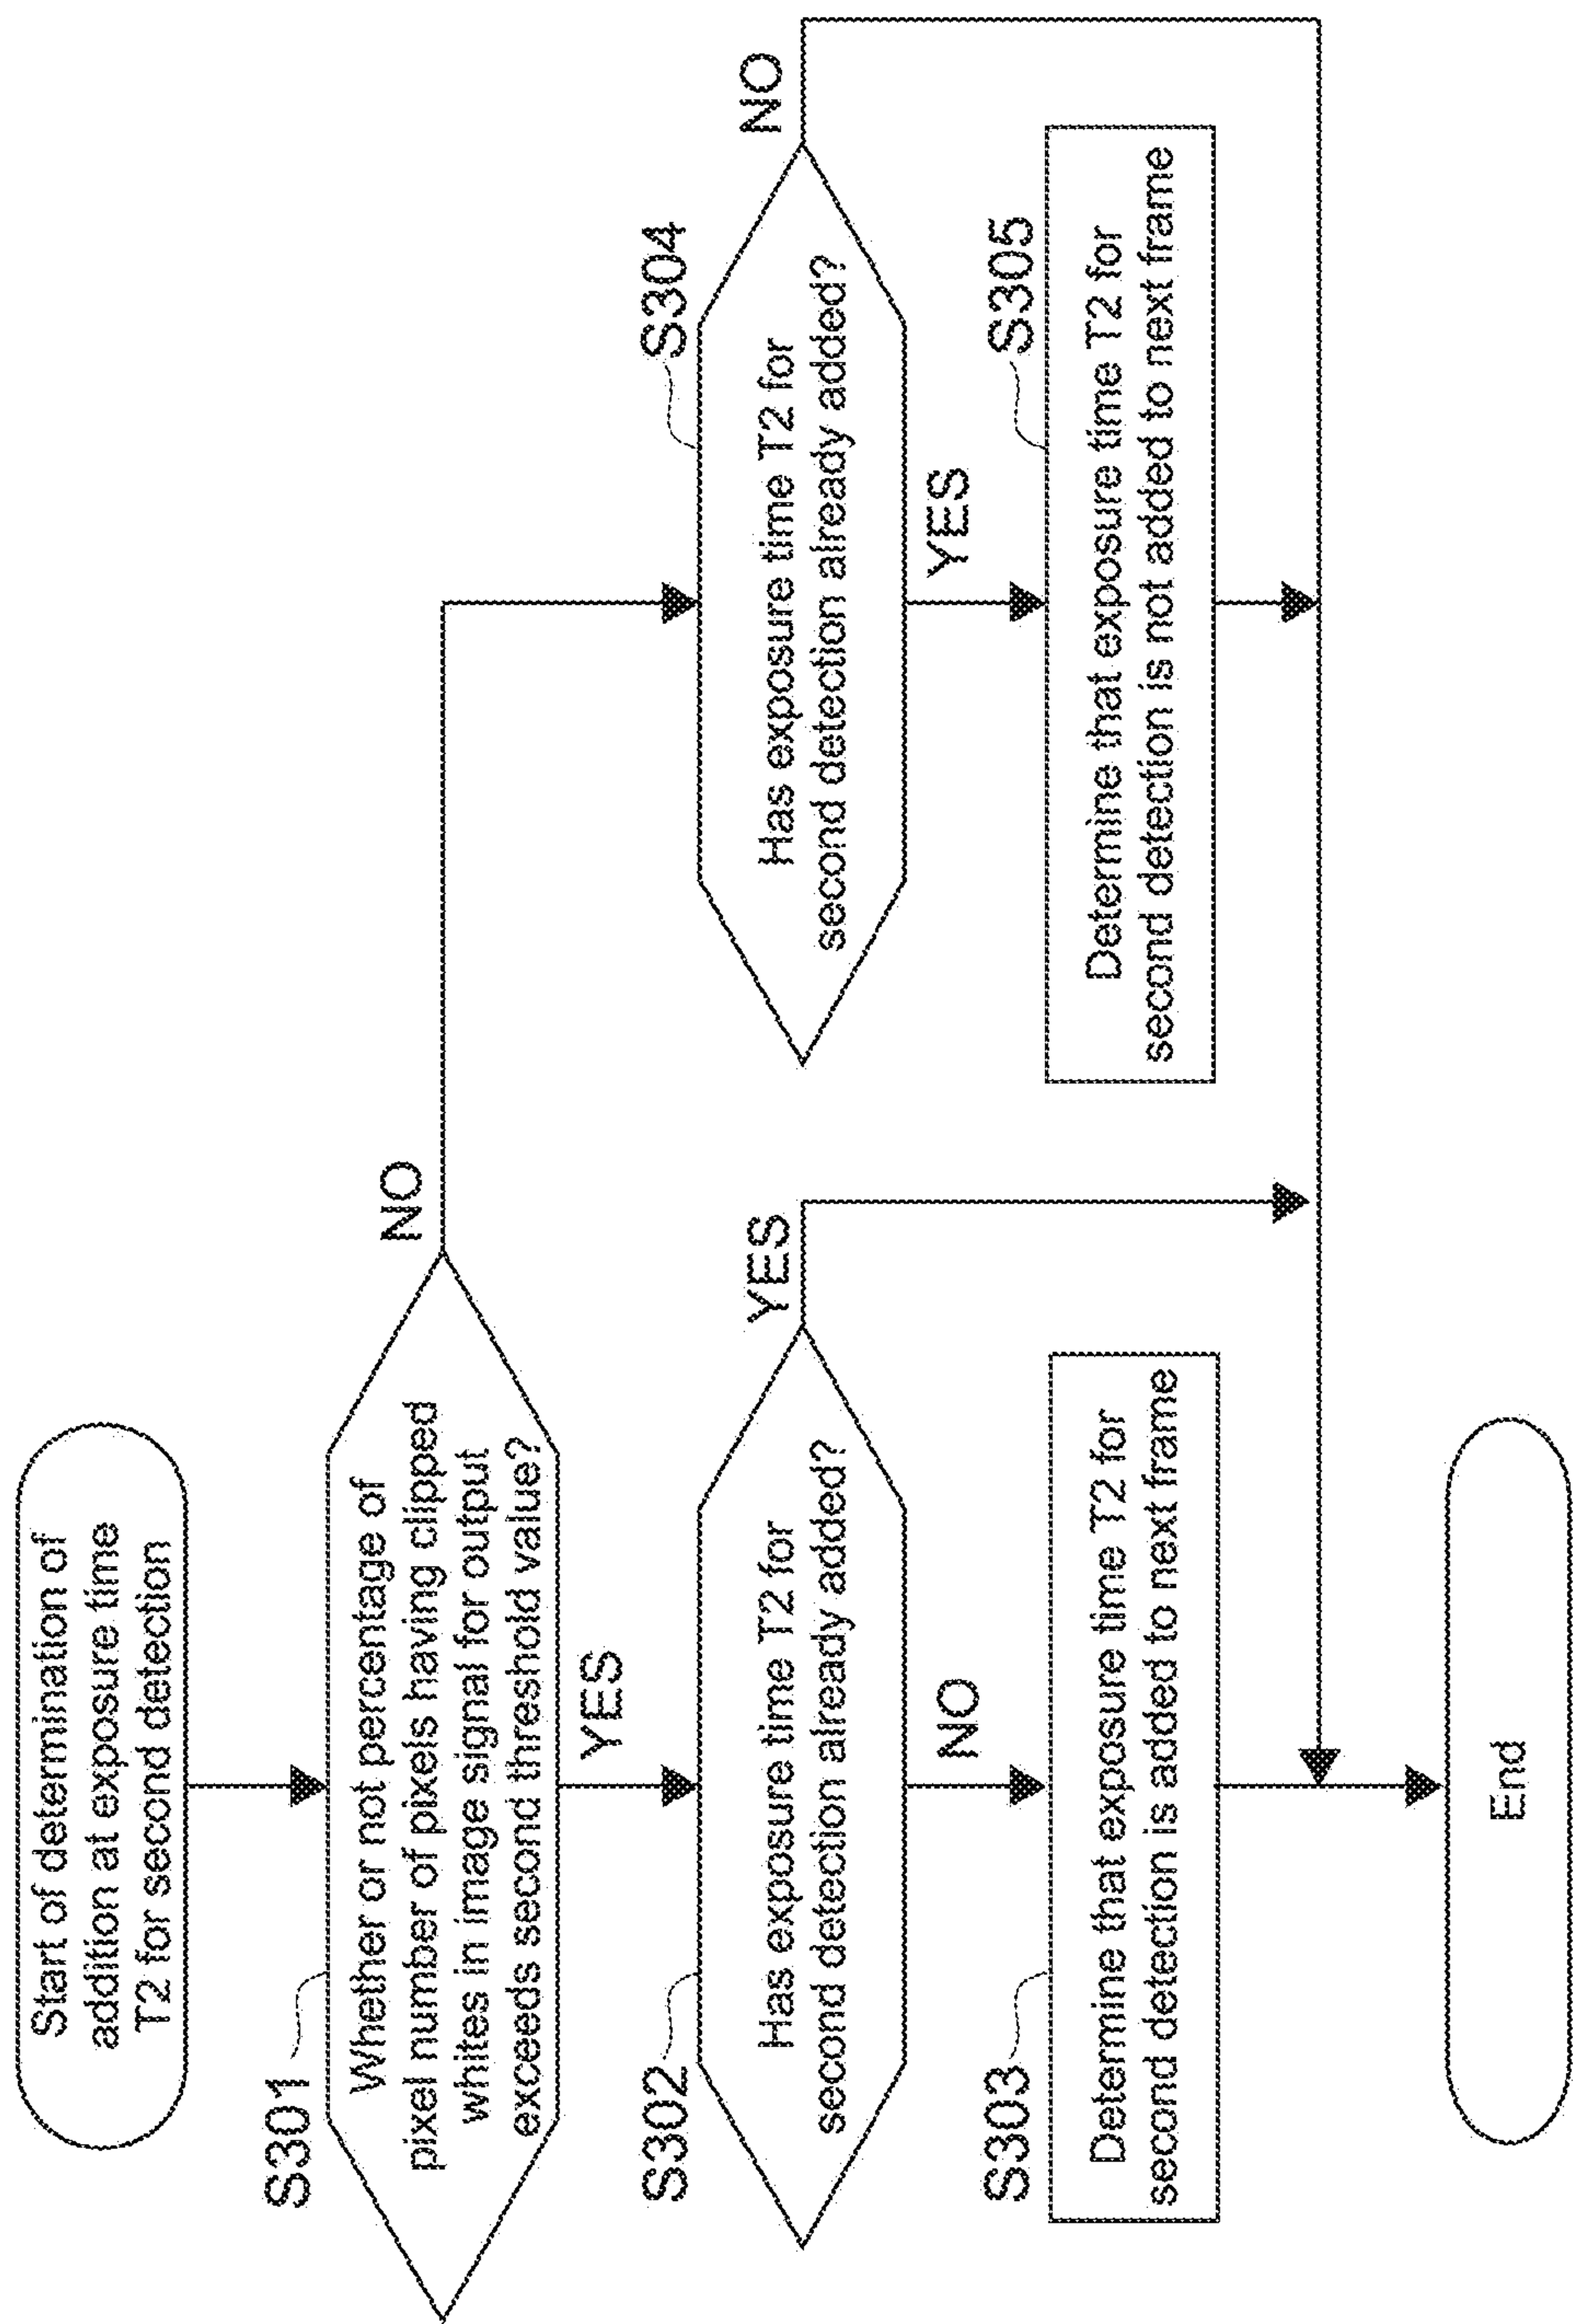 Start of determination of
addition at exposure time
T2 for second detection
S301
Whether or not percentage of
pixel number of pixels having clipped
whites in image signal for output
exceeds second threshold value?
NO
YES
S302
Has exposure time T2 for
second detection already added?
YES
NO
S303
Determine that exposure time T2 for
second detection is added to next frame
S304
Has exposure time T2 for
second detection already added?
NO
YES
S305
Determine that exposure time T2 for
second detection is not added to next frame
End